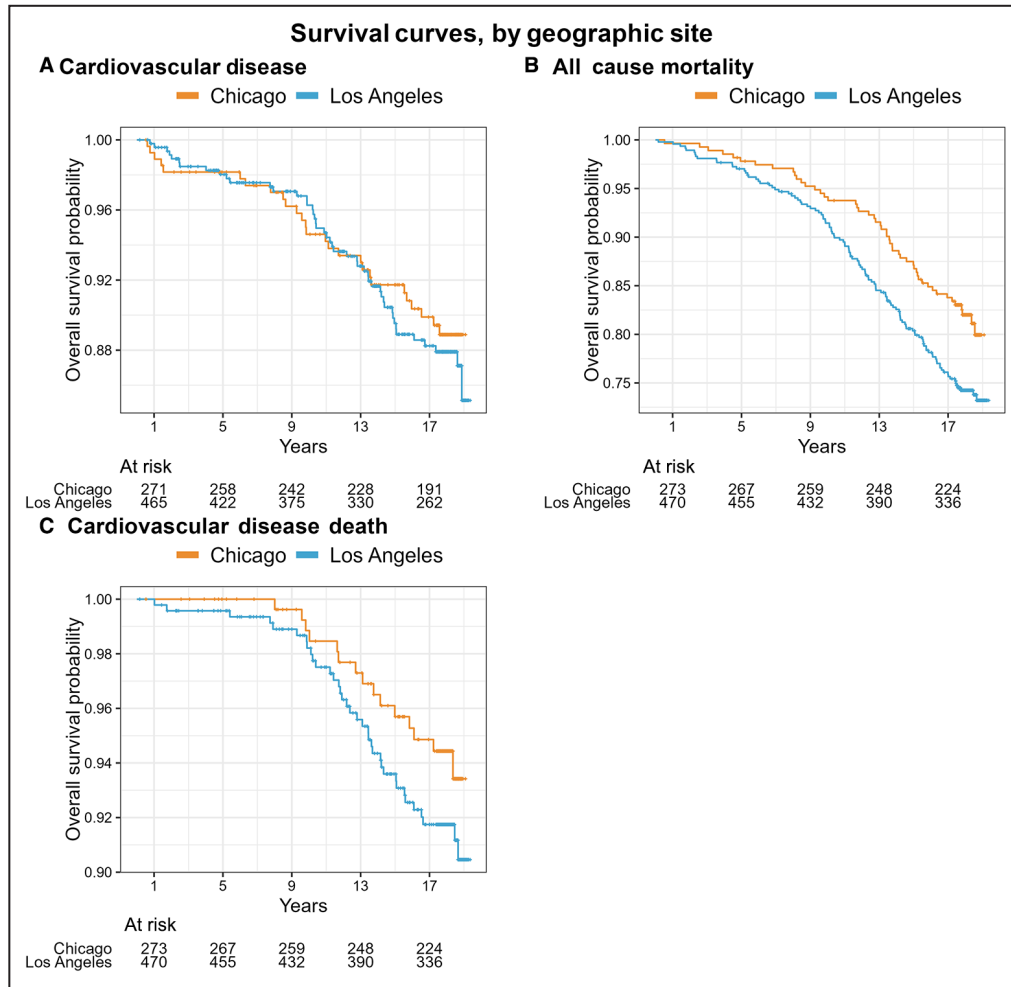 Survival curves, by geographic site
A Cardiovascular disease
Chicago Los Angeles
Overall survival probability
1.00
0.96
0.92
0.88
1 5 9 13 17
Years
At risk
Chicago 271 258 242 228 191
Los Angeles 465 422 375 330 262
B All cause mortality
Chicago Los Angeles
Overall survival probability
1.00
0.95
0.90
0.85
0.80
0.75
1 5 9 13 17
Years
At risk
Chicago 273 267 259 248 224
Los Angeles 470 455 432 390 336
C Cardiovascular disease death
Chicago Los Angeles
Overall survival probability
1.00
0.98
0.96
0.94
0.92
0.90
1 5 9 13 17
Years
At risk
Chicago 273 267 259 248 224
Los Angeles 470 455 432 390 336